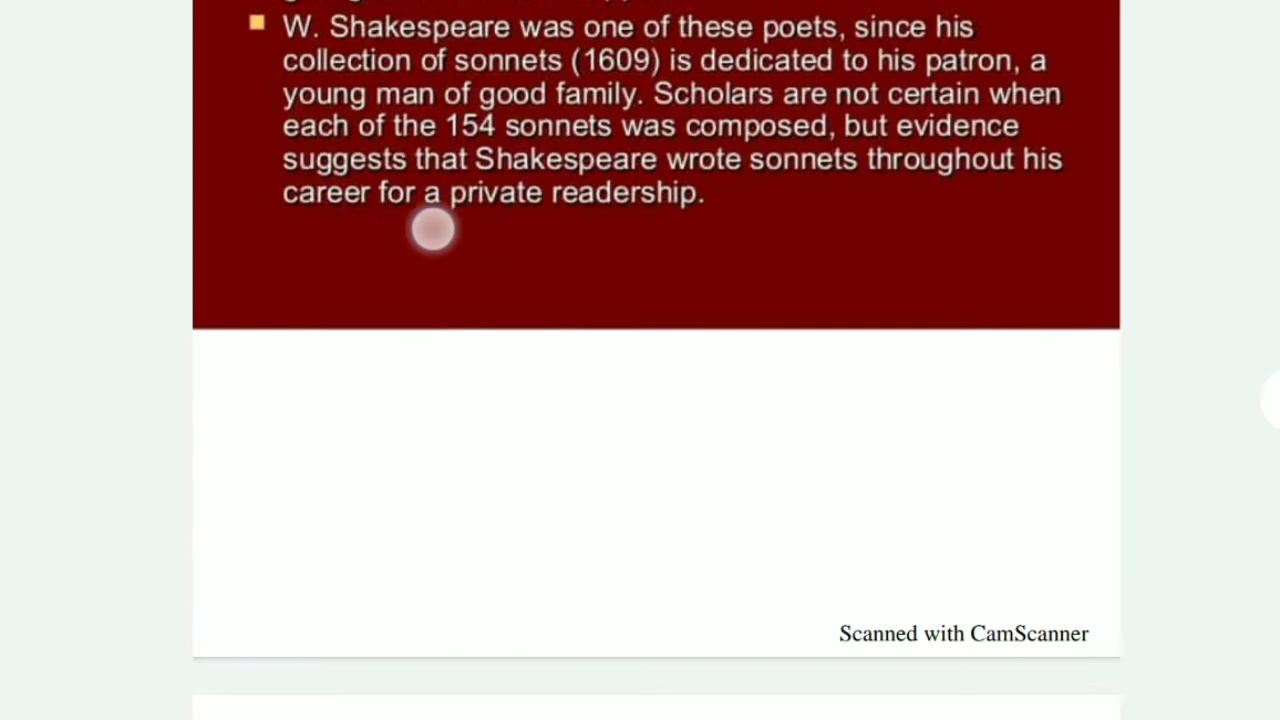 W. Shakespeare was one of these poets, since his
collection of sonnets (1609) is dedicated to his patron, a
young man of good family. Scholars are not certain when
each of the 154 sonnets was composed, but evidence
suggests that Shakespeare wrote sonnets throughout his
career for a private readership.
Scanned with CamScanner